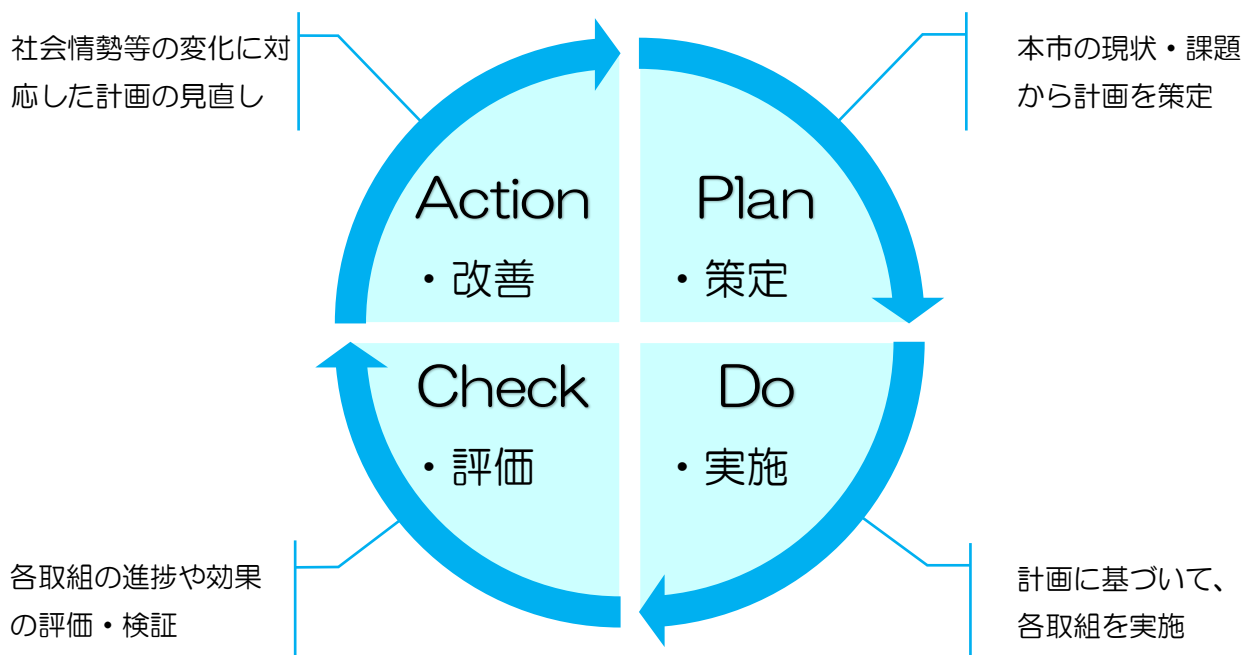 社会情勢等の変化に対
応した計画の見直し
本市の現状・課題
から計画を策定
Action
・改善
Plan
・策定
Check
・評価
Do
・実施
各取組の進捗や効果
の評価・検証
計画に基づいて、
各取組を実施